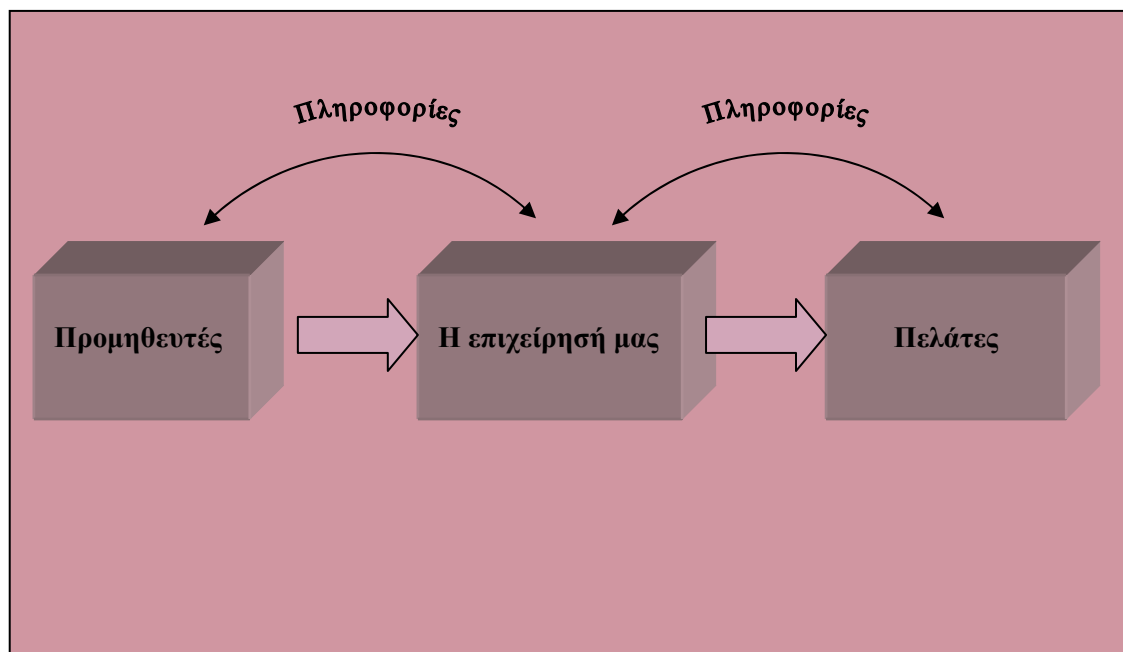 Πληροφορίες
Πληροφορίες
Προμηθευτές
Η επιχείρησή μας
Πελάτες